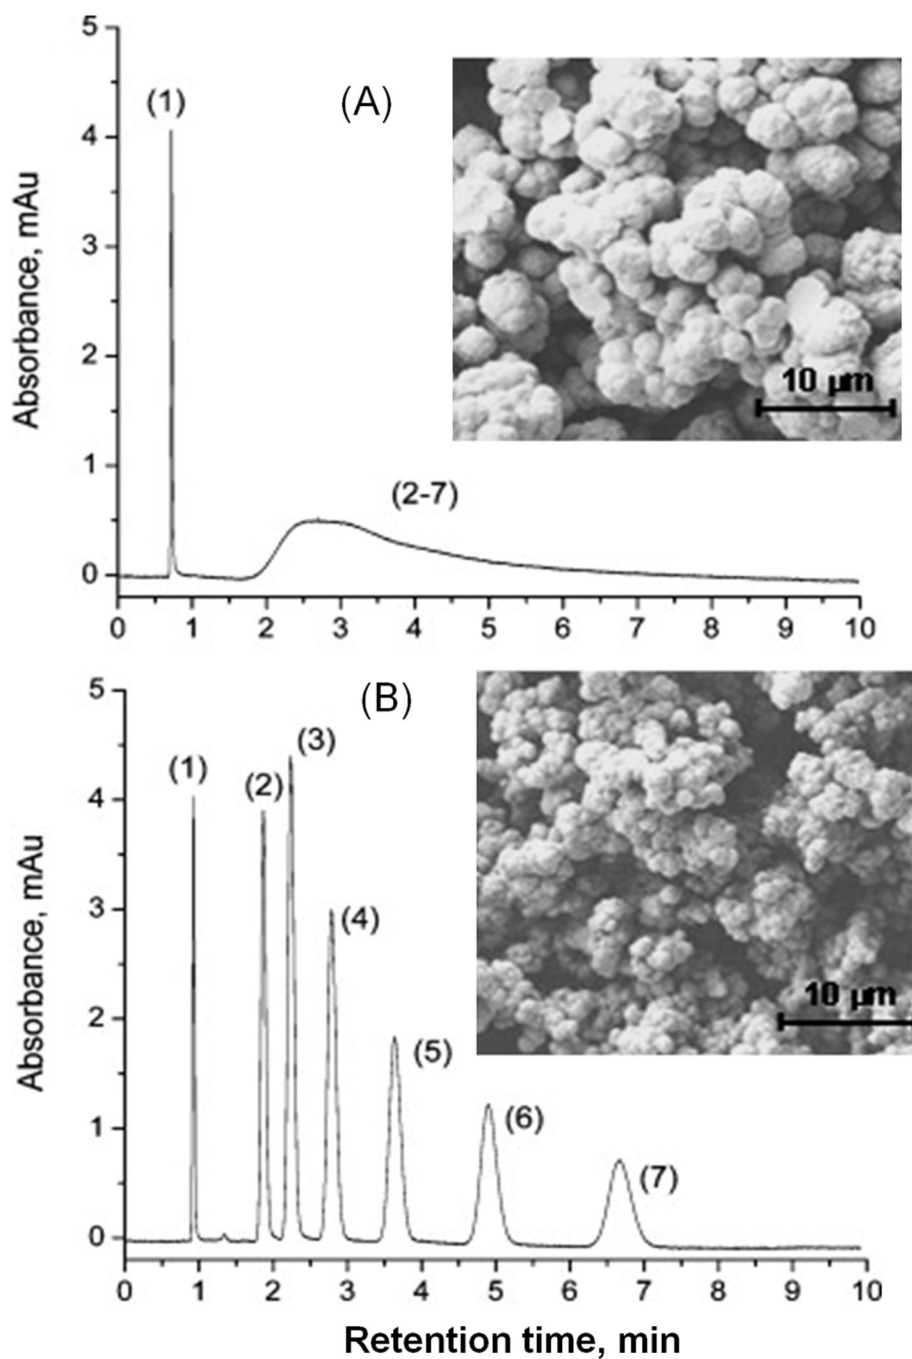 5
4
3
2
1
0
Absorbance, mAu
(1)
(A)
10 µm
(2-7)
0 1 2 3 4 5 6 7 8 9 10
5
4
3
2
1
0
Absorbance, mAu
(B)
(1)
(2)
(3)
(4)
(5)
(6)
(7)
10 µm
0 1 2 3 4 5 6 7 8 9 10
Retention time, min